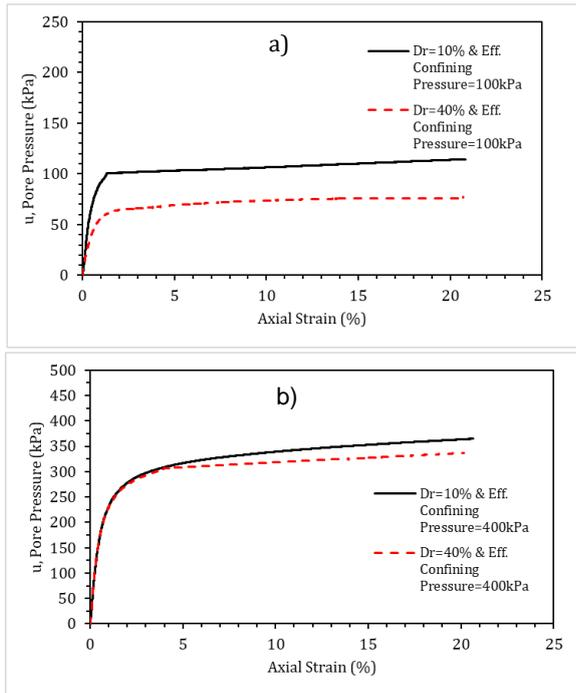 a)
u, Pore Pressure (kPa)
250
200
150
100
50
0
Dr=10% & Eff.
Confining
Pressure=100kPa
Dr=40% & Eff.
Confining
Pressure=100kPa
0 5 10 15 20 25
Axial Strain (%)
b)
u, Pore Pressure (kPa)
500
450
400
350
300
250
200
150
100
50
0
Dr=10% & Eff.
Confining
Pressure=400kPa
Dr=40% & Eff.
Confining
Pressure=400kPa
0 5 10 15 20 25
Axial Strain (%)